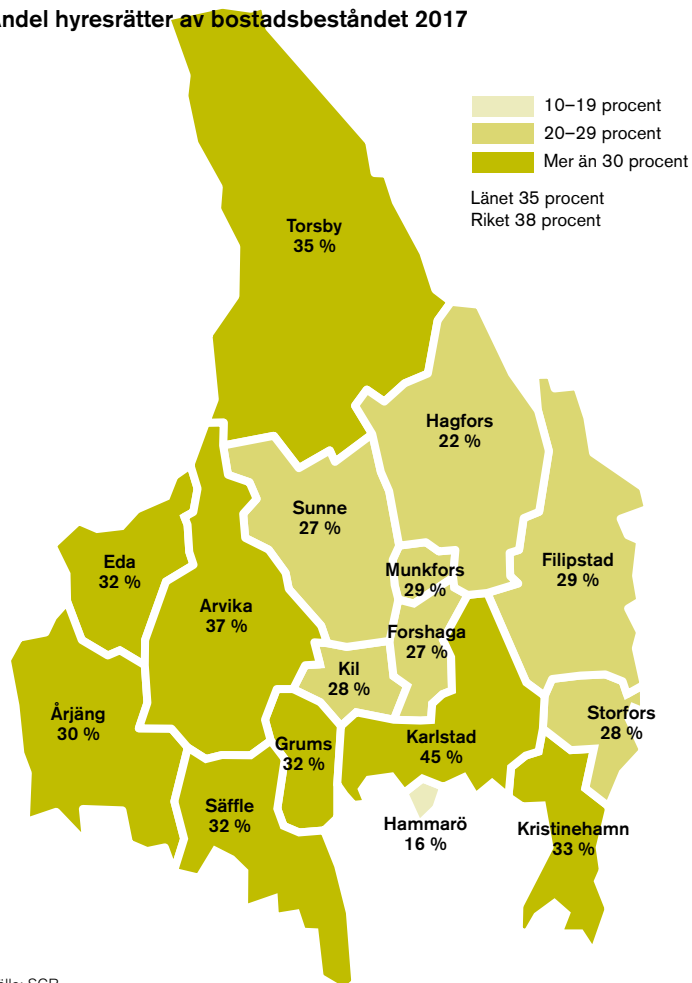 ndel hyresrätter av bostadsbeståndet 2017
10–19 procent
20–29 procent
Mer än 30 procent
Länet 35 procent
Riket 38 procent
Torsby
35 %
Hagfors
22 %
Sunne
27 %
Filipstad
29 %
Eda
32 %
Munkfors
29 %
Arvika
37 %
Forshaga
27 %
Kil
28 %
Årjäng
30 %
Storfors
28 %
Grums
32 %
Karlstad
45 %
Säffle
32 %
Hammarö
16 %
Kristinehamn
33 %